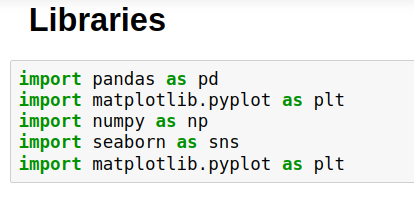 Libraries
import pandas as pd
import matplotlib.pyplot as plt
import numpy as np
import seaborn as sns
import matplotlib.pyplot as plt